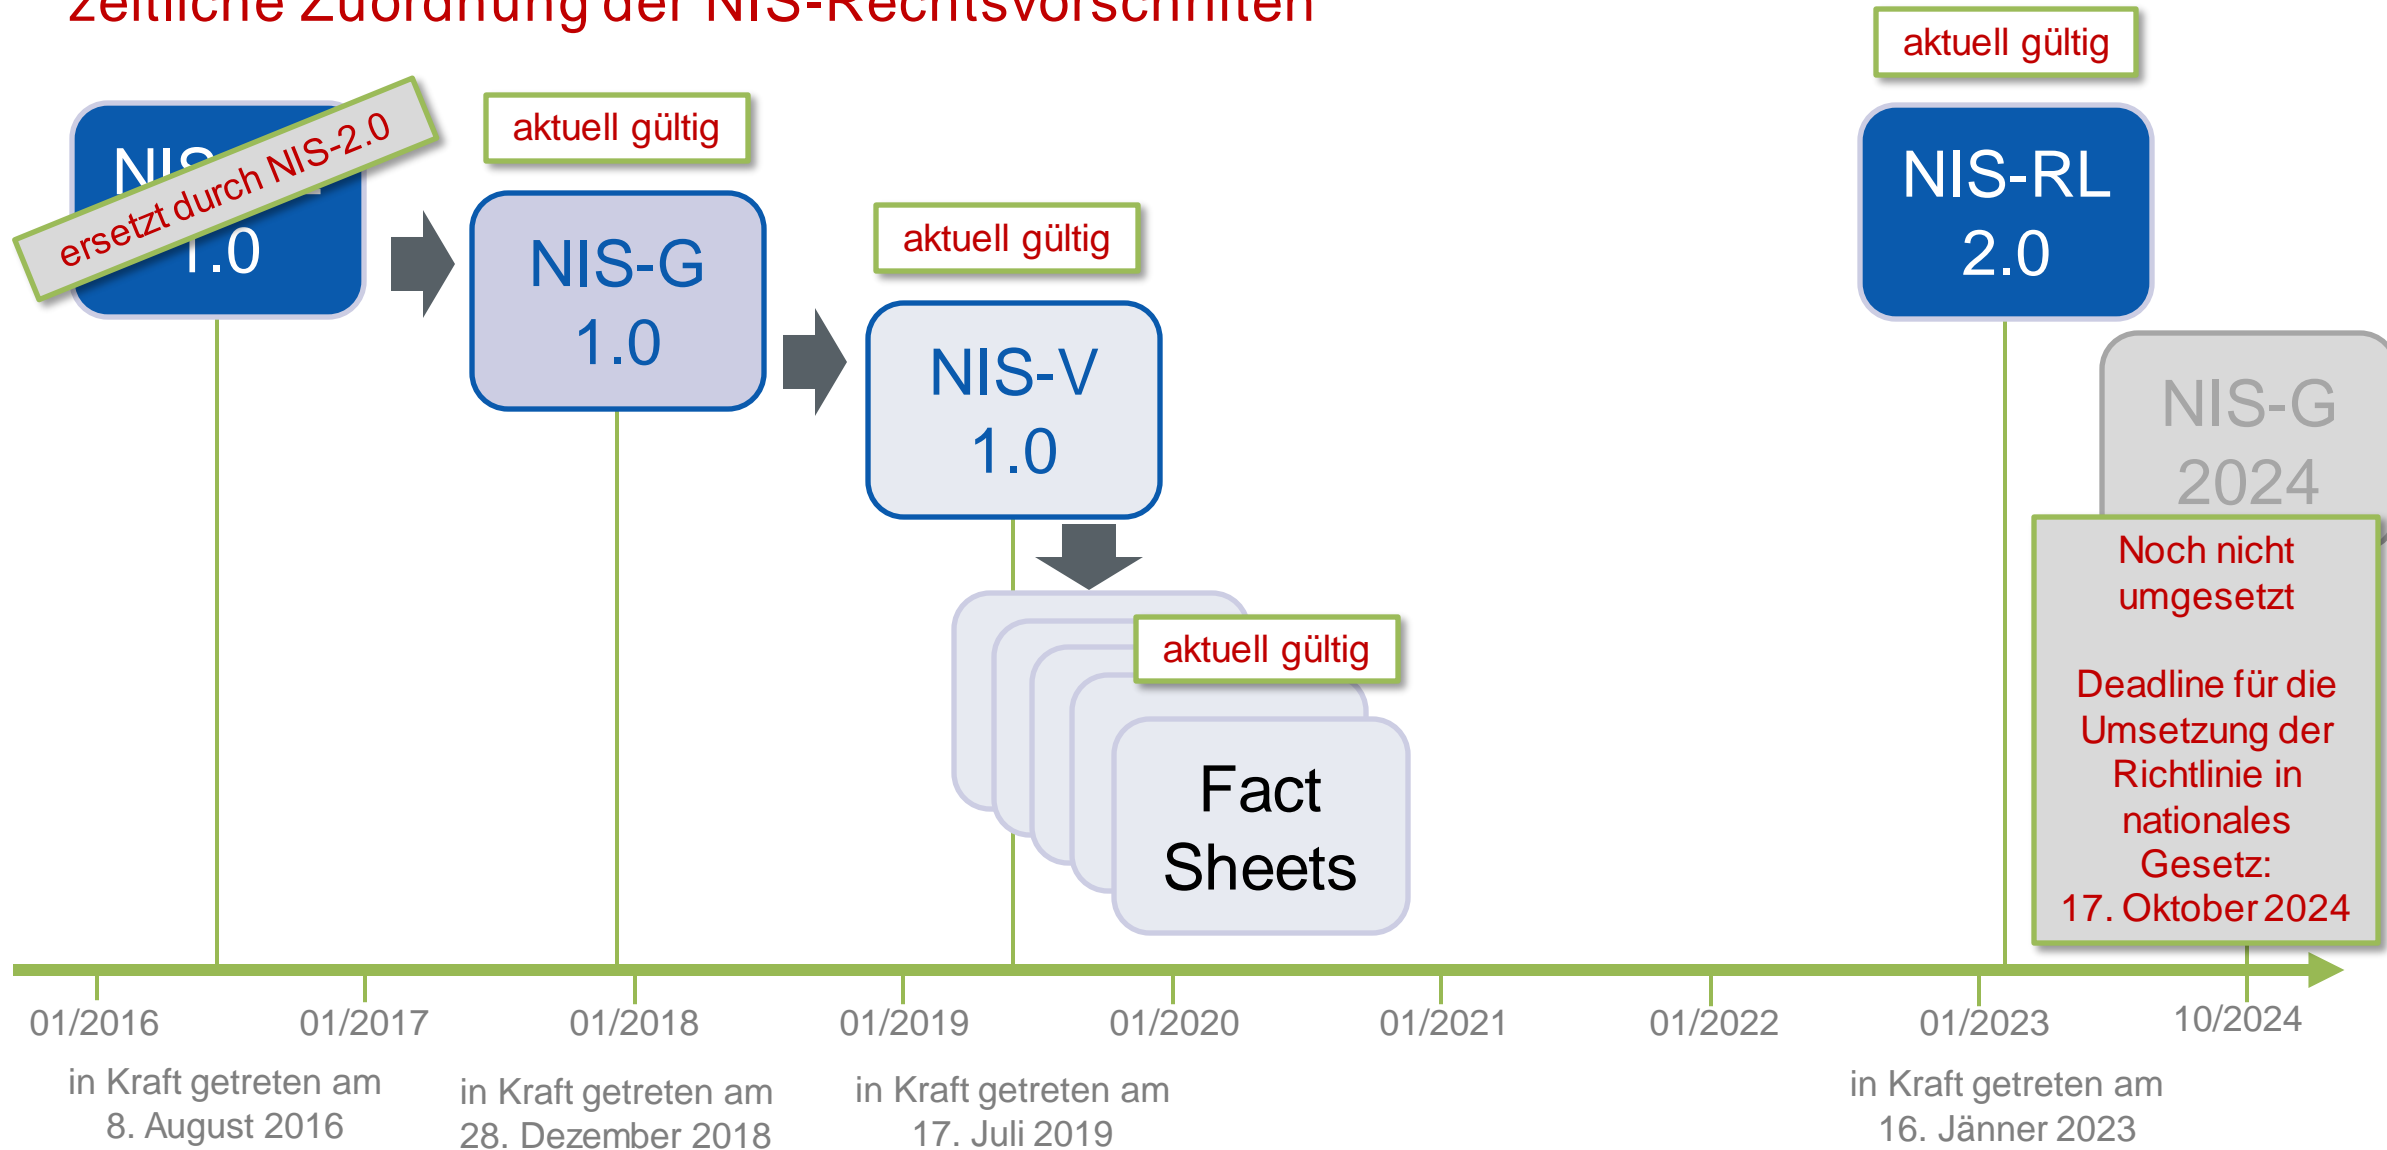 zeitliche Zuordnung der NIS-Rechtsvorschriften
aktuell gültig
aktuell gültig
ersetzt durch NIS-2.0
1.0
NIS-G
1.0
aktuell gültig
NIS-V
1.0
NIS-RL
2.0
NIS-G
2024
aktuell gültig
Fact
Sheets
Noch nicht
umgesetzt
Deadline für die
Umsetzung der
Richtlinie in
nationales
Gesetz:
17. Oktober 2024
01/2016
01/2017
01/2018
01/2019
01/2020
01/2021
01/2022
01/2023
10/2024
in Kraft getreten am
8. August 2016
in Kraft getreten am
28. Dezember 2018
in Kraft getreten am
17. Juli 2019
in Kraft getreten am
16. Jänner 2023